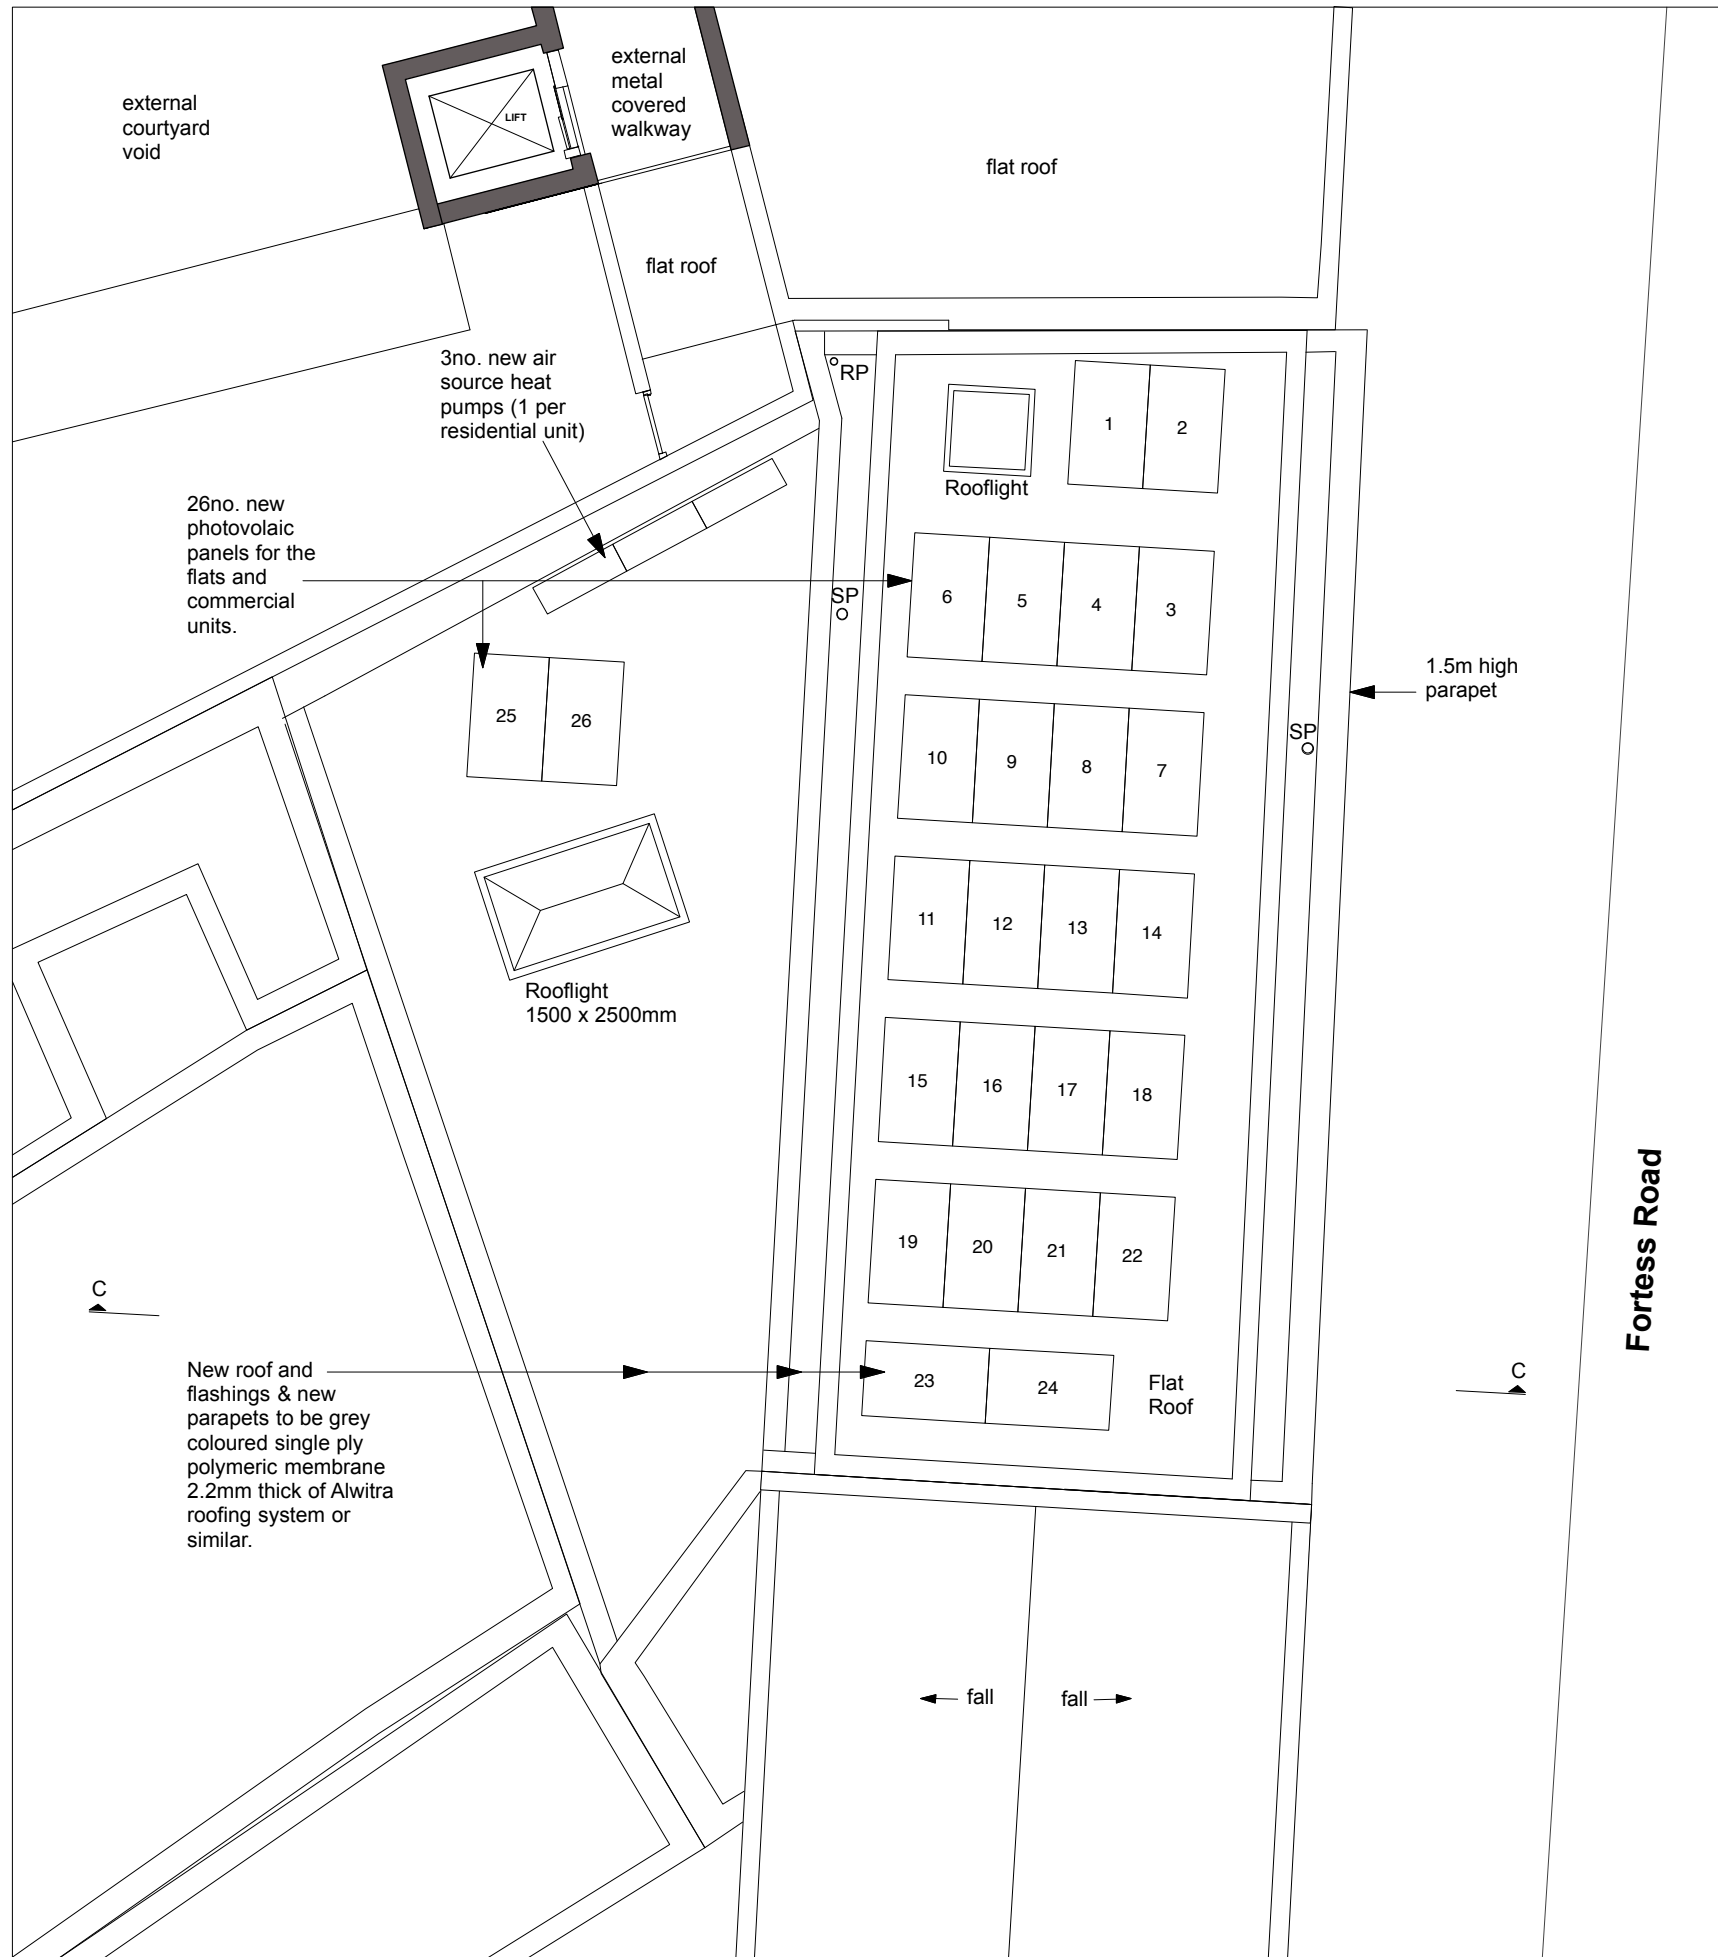 external
courtyard
void
LIFT
external
metal
covered
walkway
flat roof
flat roof
3no. new air
source heat
pumps (1 per
residential unit)
RP
1
2
Rooflight
26no. new
photovolaic
panels for the
flats and
commercial
units.
SP
6
5
4
3
1.5m high
parapet
25
26
10
9
8
7
SP
11
12
13
14
Rooflight
1500 x 2500mm
15
16
17
18
19
20
21
22
Fortess Road
C
New roof and
flashings & new
parapets to be grey
coloured single ply
polymeric membrane
2.2mm thick of Alwitra
roofing system or
similar.
23
24
Flat
Roof
C
fall
fall